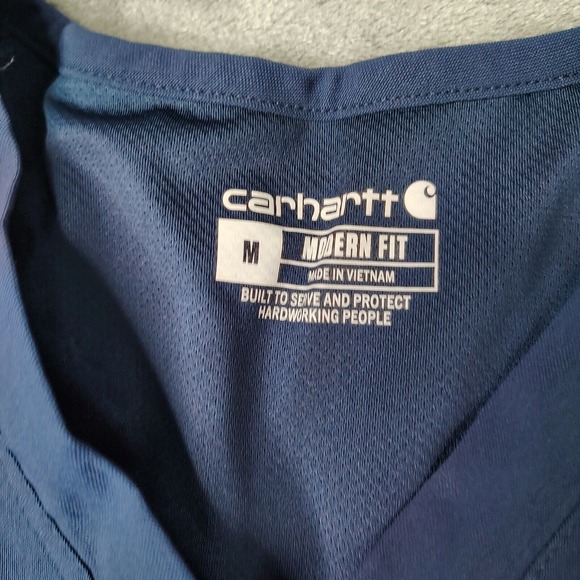 carhartt
M MODERN FIT
MADE IN VIETNAM
BUILT TO SERVE AND PROTECT
HARDWORKING PEOPLE